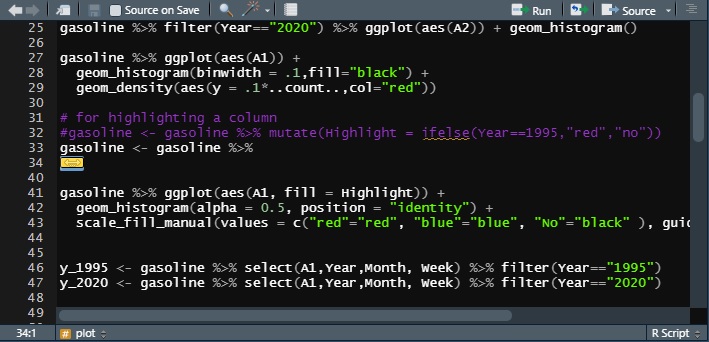 Source on Save Run Source
25 gasoline %>% filter(Year=="2020") %>% ggplot(aes(A2)) + geom_histogram()
26
27 gasoline %>% ggplot(aes(A1)) +
28 geom_histogram(binwidth = .1,fill="black") +
29 geom_density(aes(y = .1*..count..,col="red"))
30
31 # for highlighting a column
32 #gasoline <- gasoline %>% mutate(Highlight = ifelse(Year==1995,"red","no"))
33 gasoline <- gasoline %>%
34
40
41 gasoline %>% ggplot(aes(A1, fill = Highlight)) +
42 geom_histogram(alpha = 0.5, position = "identity") +
43 scale_fill_manual(values = c("red"="red", "blue"="blue", "No"="black" ), guid
44
45
46 y_1995 <- gasoline %>% select(A1,Year,Month, Week) %>% filter(Year=="1995")
47 y_2020 <- gasoline %>% select(A1,Year,Month, Week) %>% filter(Year=="2020")
48
49
34:1 # plot R Script